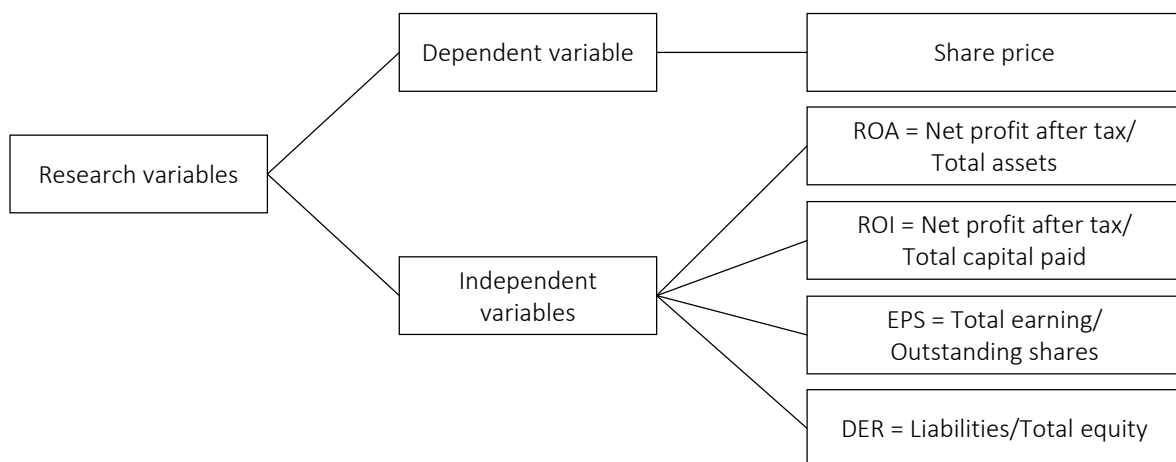 Research variables
Dependent variable
Share price
Independent
variables
ROA = Net profit after tax/
Total assets
ROI = Net profit after tax/
Total capital paid
EPS = Total earning/
Outstanding shares
DER = Liabilities/Total equity